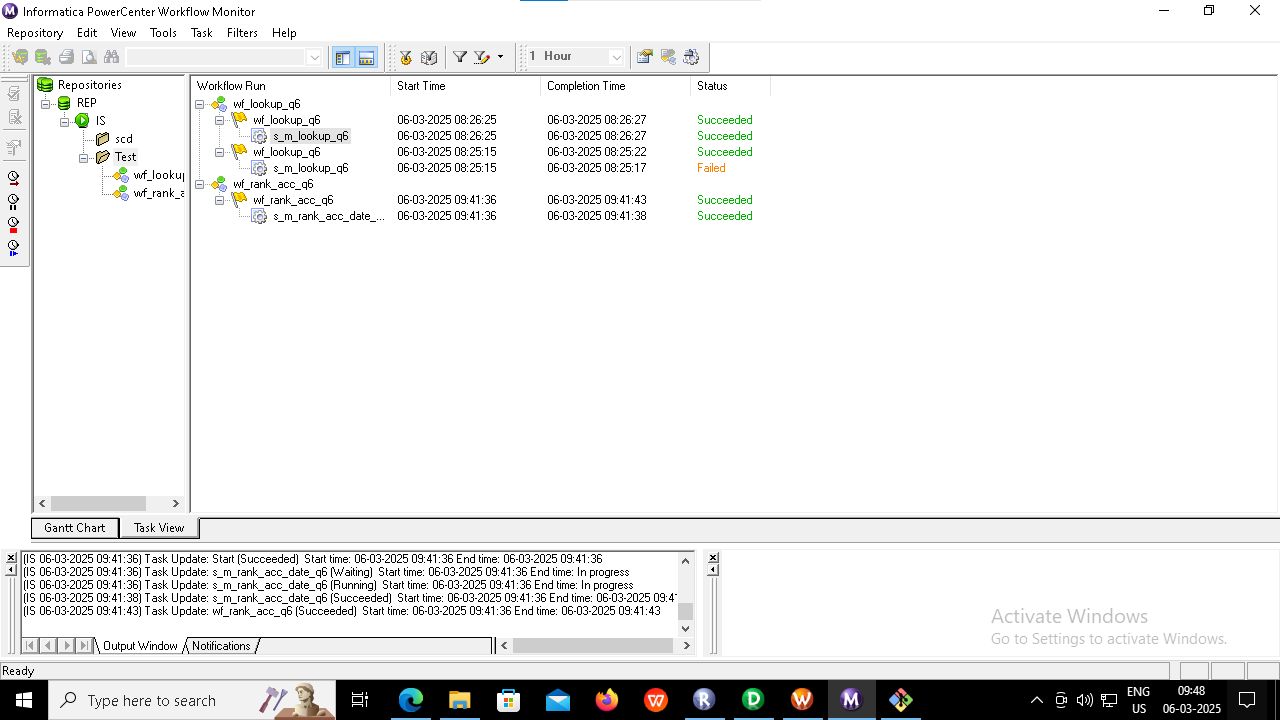 Informatica PowerCenter Workflow Monitor
Repository Edit View Tools Task Filters Help
1 Hour
Repositories
REP
IS
scd
Test
wf_lookup
wf_rank_a
Workflow Run Start Time Completion Time Status
wf_lookup_q6
wf_lookup_q6 06-03-2025 08:26:25 06-03-2025 08:26:27 Succeeded
s_m_lookup_q6 06-03-2025 08:26:25 06-03-2025 08:26:27 Succeeded
wf_lookup_q6 06-03-2025 08:25:15 06-03-2025 08:25:22 Succeeded
s_m_lookup_q6 06-03-2025 08:25:15 06-03-2025 08:25:17 Failed
wf_rank_acc_q6
wf_rank_acc_q6 06-03-2025 09:41:36 06-03-2025 09:41:43 Succeeded
s_m_rank_acc_date_... 06-03-2025 09:41:36 06-03-2025 09:41:38 Succeeded
Gantt Chart Task View
(IS 06-03-2025 09:41:36) Task Update: Start (Succeeded) Start time: 06-03-2025 09:41:36 End time: 06-03-2025 09:41:36
(IS 06-03-2025 09:41:36) Task Update: s_m_rank_acc_date_q6 (Waiting) Start time: 06-03-2025 09:41:36 End time: In progress
(IS 06-03-2025 09:41:36) Task Update: s_m_rank_acc_date_q6 (Running) Start time: 06-03-2025 09:41:36 End time: In progress
(IS 06-03-2025 09:41:38) Task Update: s_m_rank_acc_date_q6 (Succeeded) Start time: 06-03-2025 09:41:36 End time: 06-03-2025 09:41
(IS 06-03-2025 09:41:43) Task Update: wf_rank_acc_q6 (Succeeded) Start time: 06-03-2025 09:41:36 End time: 06-03-2025 09:41:43
Output Window Notifications
Activate Windows
Go to Settings to activate Windows.
Ready
Type here to search
ENG
US
09:48
06-03-2025